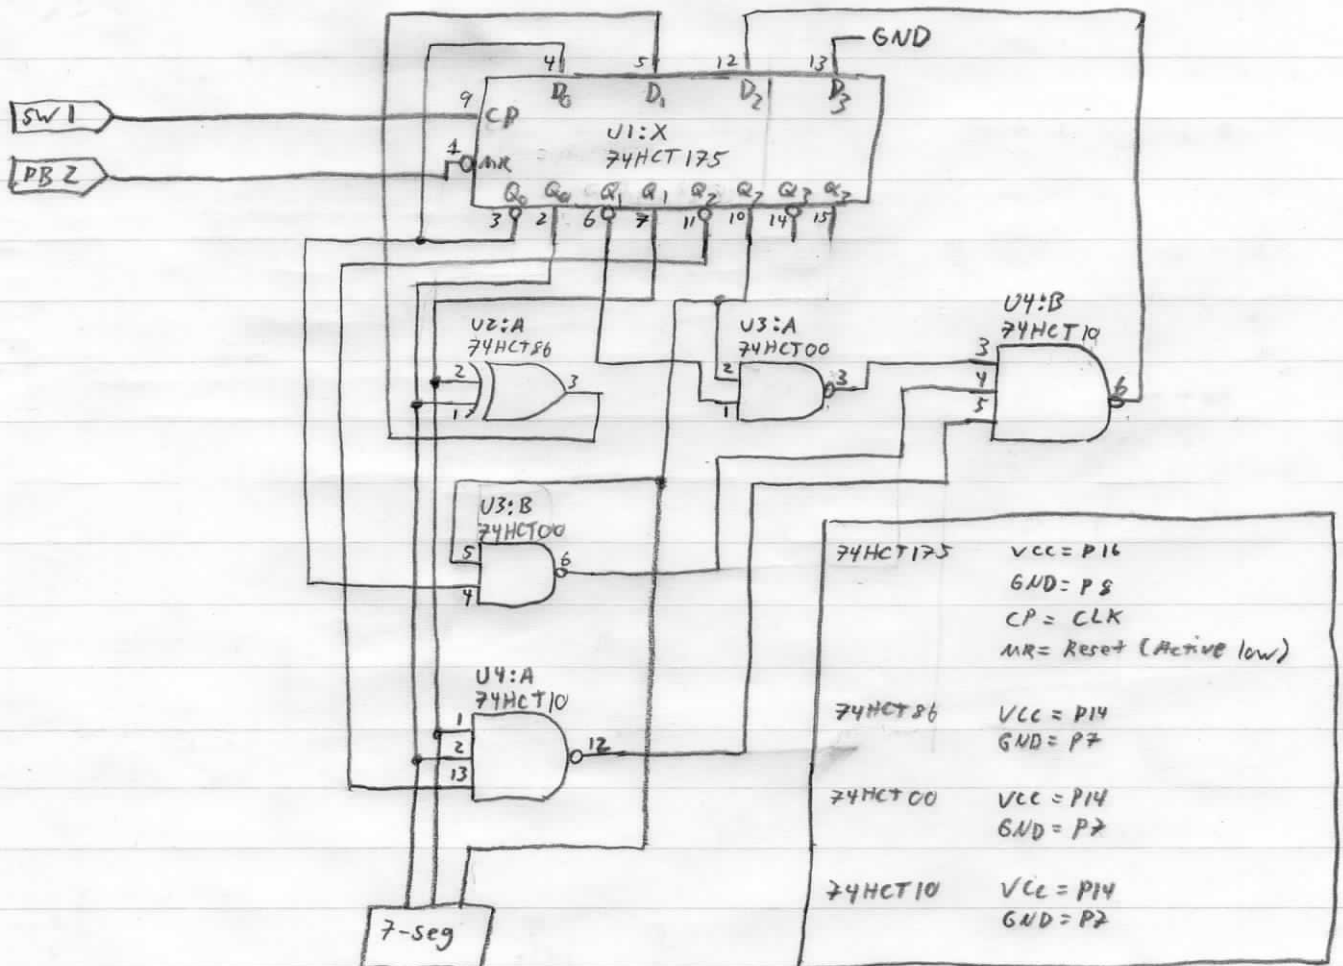 GND
4 5 12 13
D0 D1 D2 D3
SW 1
9 CP
U1:X
74HCT175
PB2
1 MR
Q0 Q0 Q1 Q1 Q2 Q2 Q3 Q3
3 2 6 7 11 10 14 15
U2:A
74HCT86
2
1
3
U3:A
74HCT00
2
1
3
U4:B
74HCT10
3
4
5
6
U3:B
74HCT00
5
4
6
U4:A
74HCT10
1
2
13
12
7-seg
74HCT175 VCC = P16
GND = P8
CP = CLK
MR = Reset (Active low)
74HCT86 VCC = P14
GND = P7
74HCT00 VCC = P14
GND = P7
74HCT10 VCC = P14
GND = P7